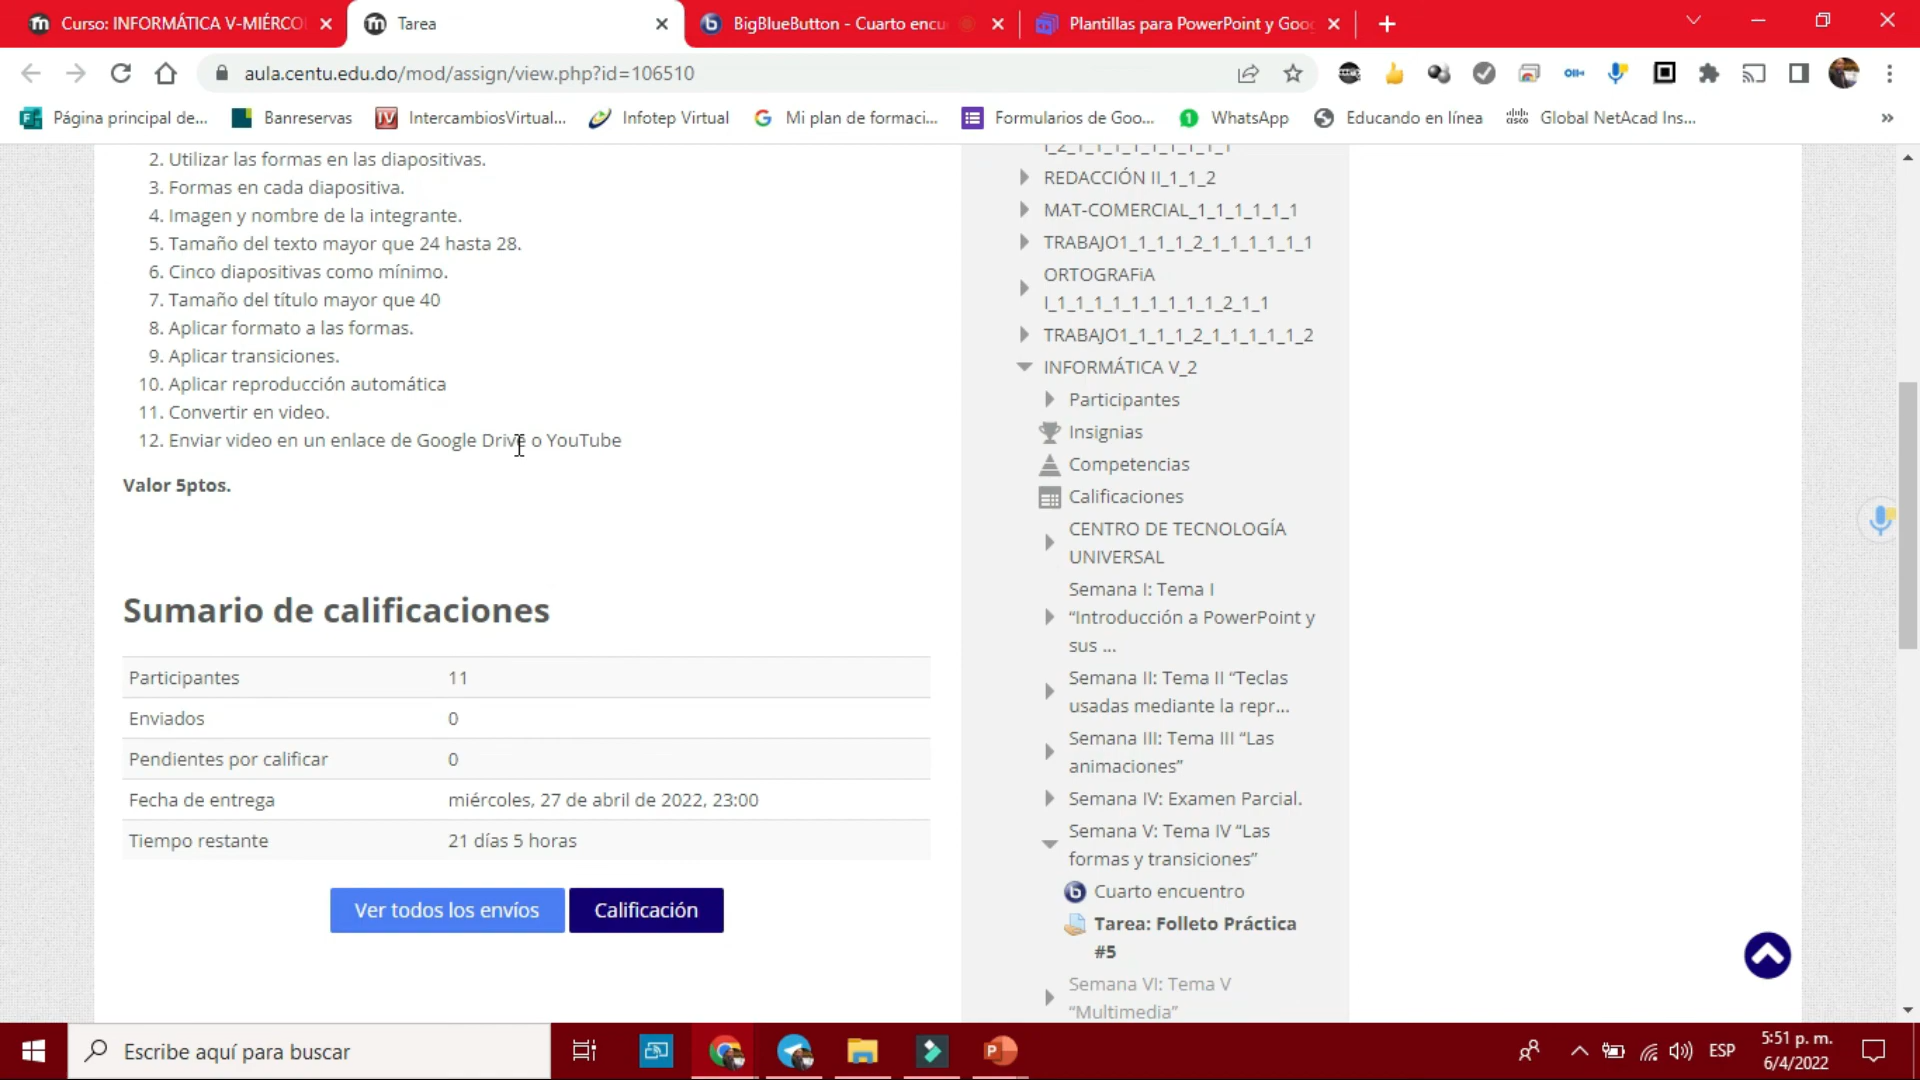 Curso: INFORMÁTICA V-MIÉRCO
Tarea
BigBlueButton - Cuarto encu
Plantillas para PowerPoint y Goo
aula.centu.edu.do/mod/assign/view.php?id=106510
Página principal de...
Banreservas
IntercambiosVirtual...
Infotep Virtual
Mi plan de formaci...
Formularios de Goo...
WhatsApp
Educando en línea
Global NetAcad Ins...
2. Utilizar las formas en las diapositivas.
3. Formas en cada diapositiva.
4. Imagen y nombre de la integrante.
5. Tamaño del texto mayor que 24 hasta 28.
6. Cinco diapositivas como mínimo.
7. Tamaño del título mayor que 40
8. Aplicar formato a las formas.
9. Aplicar transiciones.
10. Aplicar reproducción automática
11. Convertir en video.
12. Enviar video en un enlace de Google Drive o YouTube
Valor 5ptos.
Sumario de calificaciones
Participantes 11
Enviados 0
Pendientes por calificar 0
Fecha de entrega miércoles, 27 de abril de 2022, 23:00
Tiempo restante 21 días 5 horas
Ver todos los envíos
Calificación
REDACCIÓN II_1_1_2
MAT-COMERCIAL_1_1_1_1_1_1
TRABAJO1_1_1_1_2_1_1_1_1_1_1
ORTOGRAFiA
I_1_1_1_1_1_1_1_1_1_2_1_1
TRABAJO1_1_1_1_2_1_1_1_1_1_2
INFORMÁTICA V_2
Participantes
Insignias
Competencias
Calificaciones
CENTRO DE TECNOLOGÍA
UNIVERSAL
Semana I: Tema I
“Introducción a PowerPoint y
sus ...
Semana II: Tema II “Teclas
usadas mediante la repr...
Semana III: Tema III “Las
animaciones”
Semana IV: Examen Parcial.
Semana V: Tema IV “Las
formas y transiciones”
Cuarto encuentro
Tarea: Folleto Práctica
#5
Semana VI: Tema V
“Multimedia”
Escribe aquí para buscar
ESP
5:51 p. m.
6/4/2022